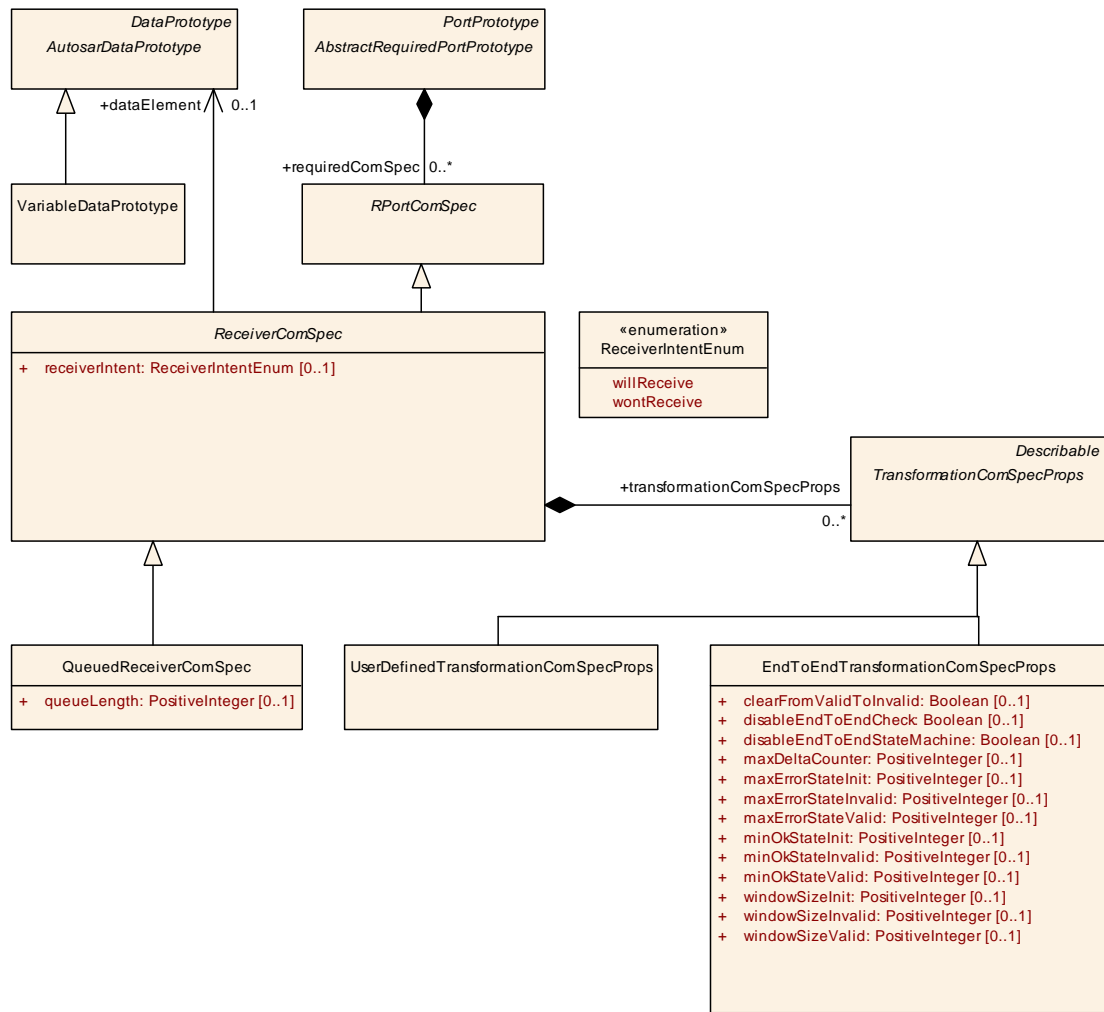 DataPrototype
AutosarDataPrototype
PortPrototype
AbstractRequiredPortPrototype
+dataElement 0..1
+requiredComSpec 0..*
VariableDataPrototype
RPortComSpec
ReceiverComSpec
+ receiverIntent: ReceiverIntentEnum [0..1]
«enumeration»
ReceiverIntentEnum
willReceive
wontReceive
Describable
TransformationComSpecProps
+transformationComSpecProps
0..*
QueuedReceiverComSpec
+ queueLength: PositiveInteger [0..1]
UserDefinedTransformationComSpecProps
EndToEndTransformationComSpecProps
+ clearFromValidToInvalid: Boolean [0..1]
+ disableEndToEndCheck: Boolean [0..1]
+ disableEndToEndStateMachine: Boolean [0..1]
+ maxDeltaCounter: PositiveInteger [0..1]
+ maxErrorStateInit: PositiveInteger [0..1]
+ maxErrorStateInvalid: PositiveInteger [0..1]
+ maxErrorStateValid: PositiveInteger [0..1]
+ minOkStateInit: PositiveInteger [0..1]
+ minOkStateInvalid: PositiveInteger [0..1]
+ minOkStateValid: PositiveInteger [0..1]
+ windowSizeInit: PositiveInteger [0..1]
+ windowSizeInvalid: PositiveInteger [0..1]
+ windowSizeValid: PositiveInteger [0..1]